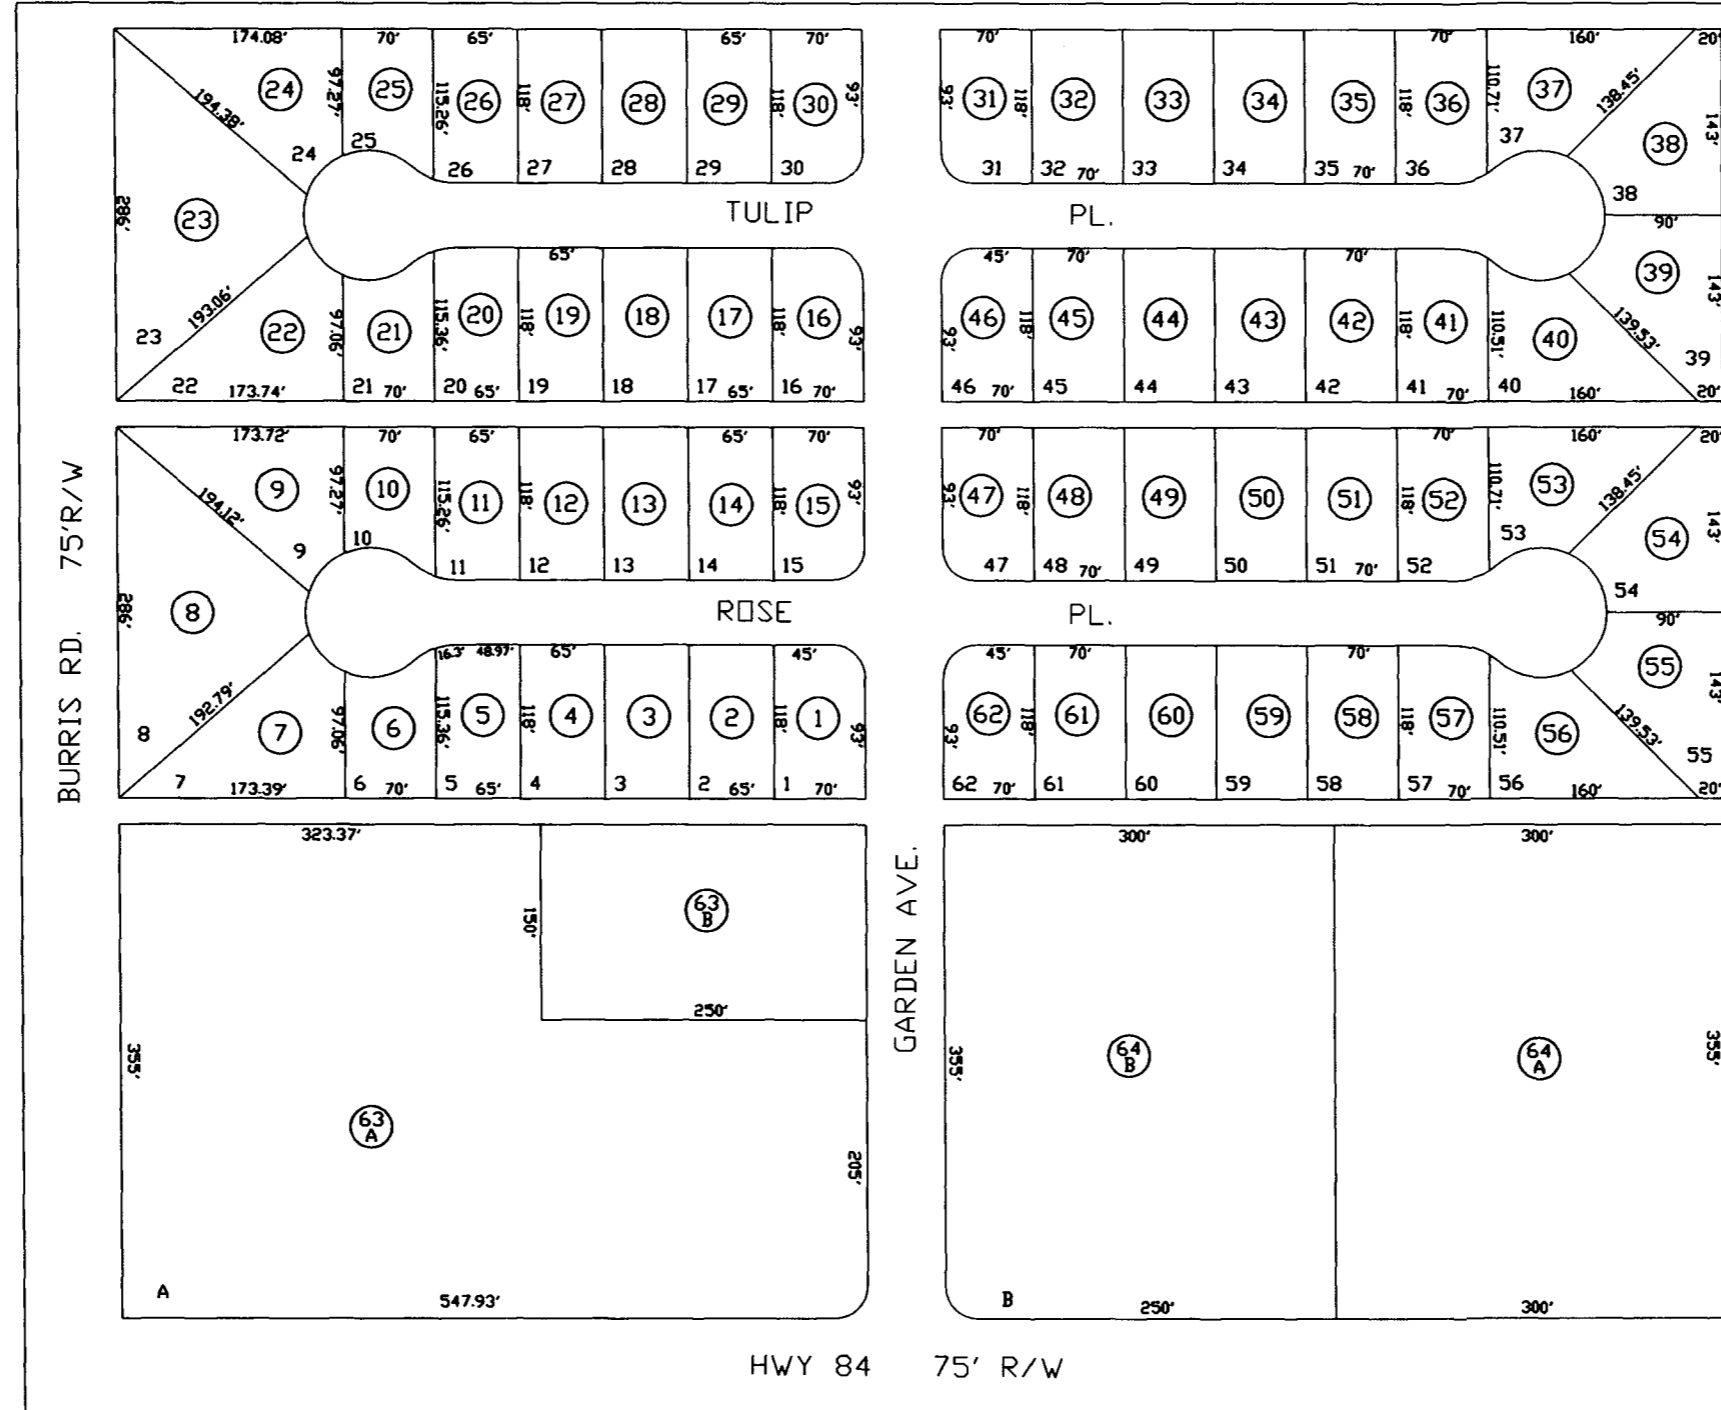 174.08' 70' 65' 65' 70' 70' 70' 160' 20'
194.38' 24 97.27' 25 115.26' 26 118' 27 28 29 118' 30 93' 93' 31 118' 32 33 34 35 118' 36 110.71' 37 138.45' 38 143'
24 25 26 27 28 29 30 31 32 70' 33 34 35 70' 36 37 38
286' 23 TULIP PL.
65' 45' 70' 70' 90'
23 193.06' 22 97.06' 21 115.36' 20 118' 19 18 17 118' 16 93' 93' 46 118' 45 44 43 42 118' 41 110.51' 40 139.53' 39 143'
22 173.74' 21 70' 20 65' 19 18 17 65' 16 70' 46 70' 45 44 43 42 41 70' 40 160' 39 20'
173.72' 70' 65' 65' 70' 70' 70' 160' 20'
194.12' 9 97.27' 10 115.26' 11 118' 12 13 14 118' 15 93' 93' 47 118' 48 49 50 51 118' 52 110.71' 53 138.45' 54 143'
9 10 11 12 13 14 15 47 48 70' 49 50 51 70' 52 53 54
BURRIS RD. 75'R/W
286' 8 ROSE PL.
16.3' 48.97' 65' 45' 45' 70' 70' 90'
8 192.79' 7 97.06' 6 115.36' 5 118' 4 3 2 118' 1 93' 93' 62 118' 61 60 59 58 118' 57 110.51' 56 139.53' 55 143'
7 173.39' 6 70' 5 65' 4 3 2 65' 1 70' 62 70' 61 60 59 58 57 70' 56 160' 55 20'
323.37' 300' 300'
150' 63 B
250'
GARDEN AVE.
355' 63 A 205' 355' 64 B 64 A 355'
A 547.93' B 250' 300'
HWY 84 75' R/W